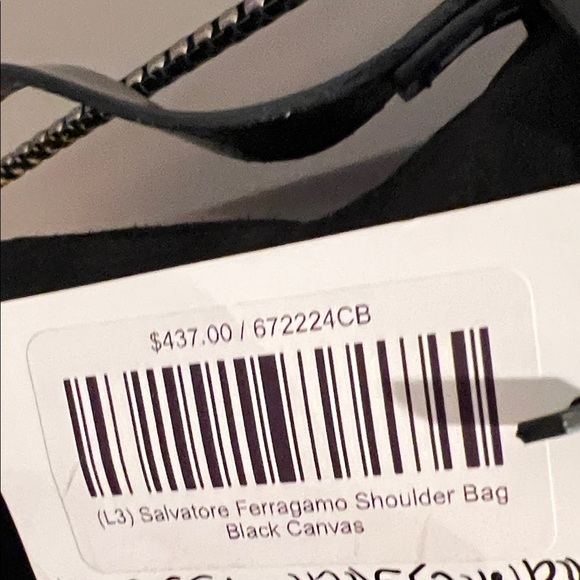 $437.00 / 672224CB
(L3) Salvatore Ferragamo Shoulder Bag
Black Canvas